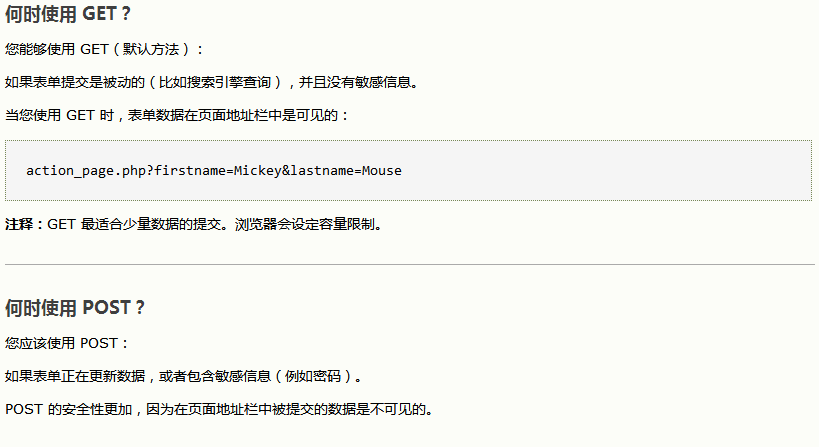 何时使用 GET？
您能够使用 GET（默认方法）：
如果表单提交是被动的（比如搜索引擎查询），并且没有敏感信息。
当您使用 GET 时，表单数据在页面地址栏中是可见的：
action_page.php?firstname=Mickey&lastname=Mouse
注释：GET 最适合少量数据的提交。浏览器会设定容量限制。
何时使用 POST？
您应该使用 POST：
如果表单正在更新数据，或者包含敏感信息（例如密码）。
POST 的安全性更加，因为在页面地址栏中被提交的数据是不可见的。